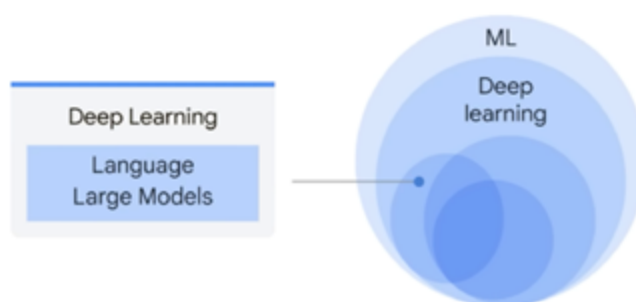 Deep Learning
Language
Large Models
ML
Deep
learning